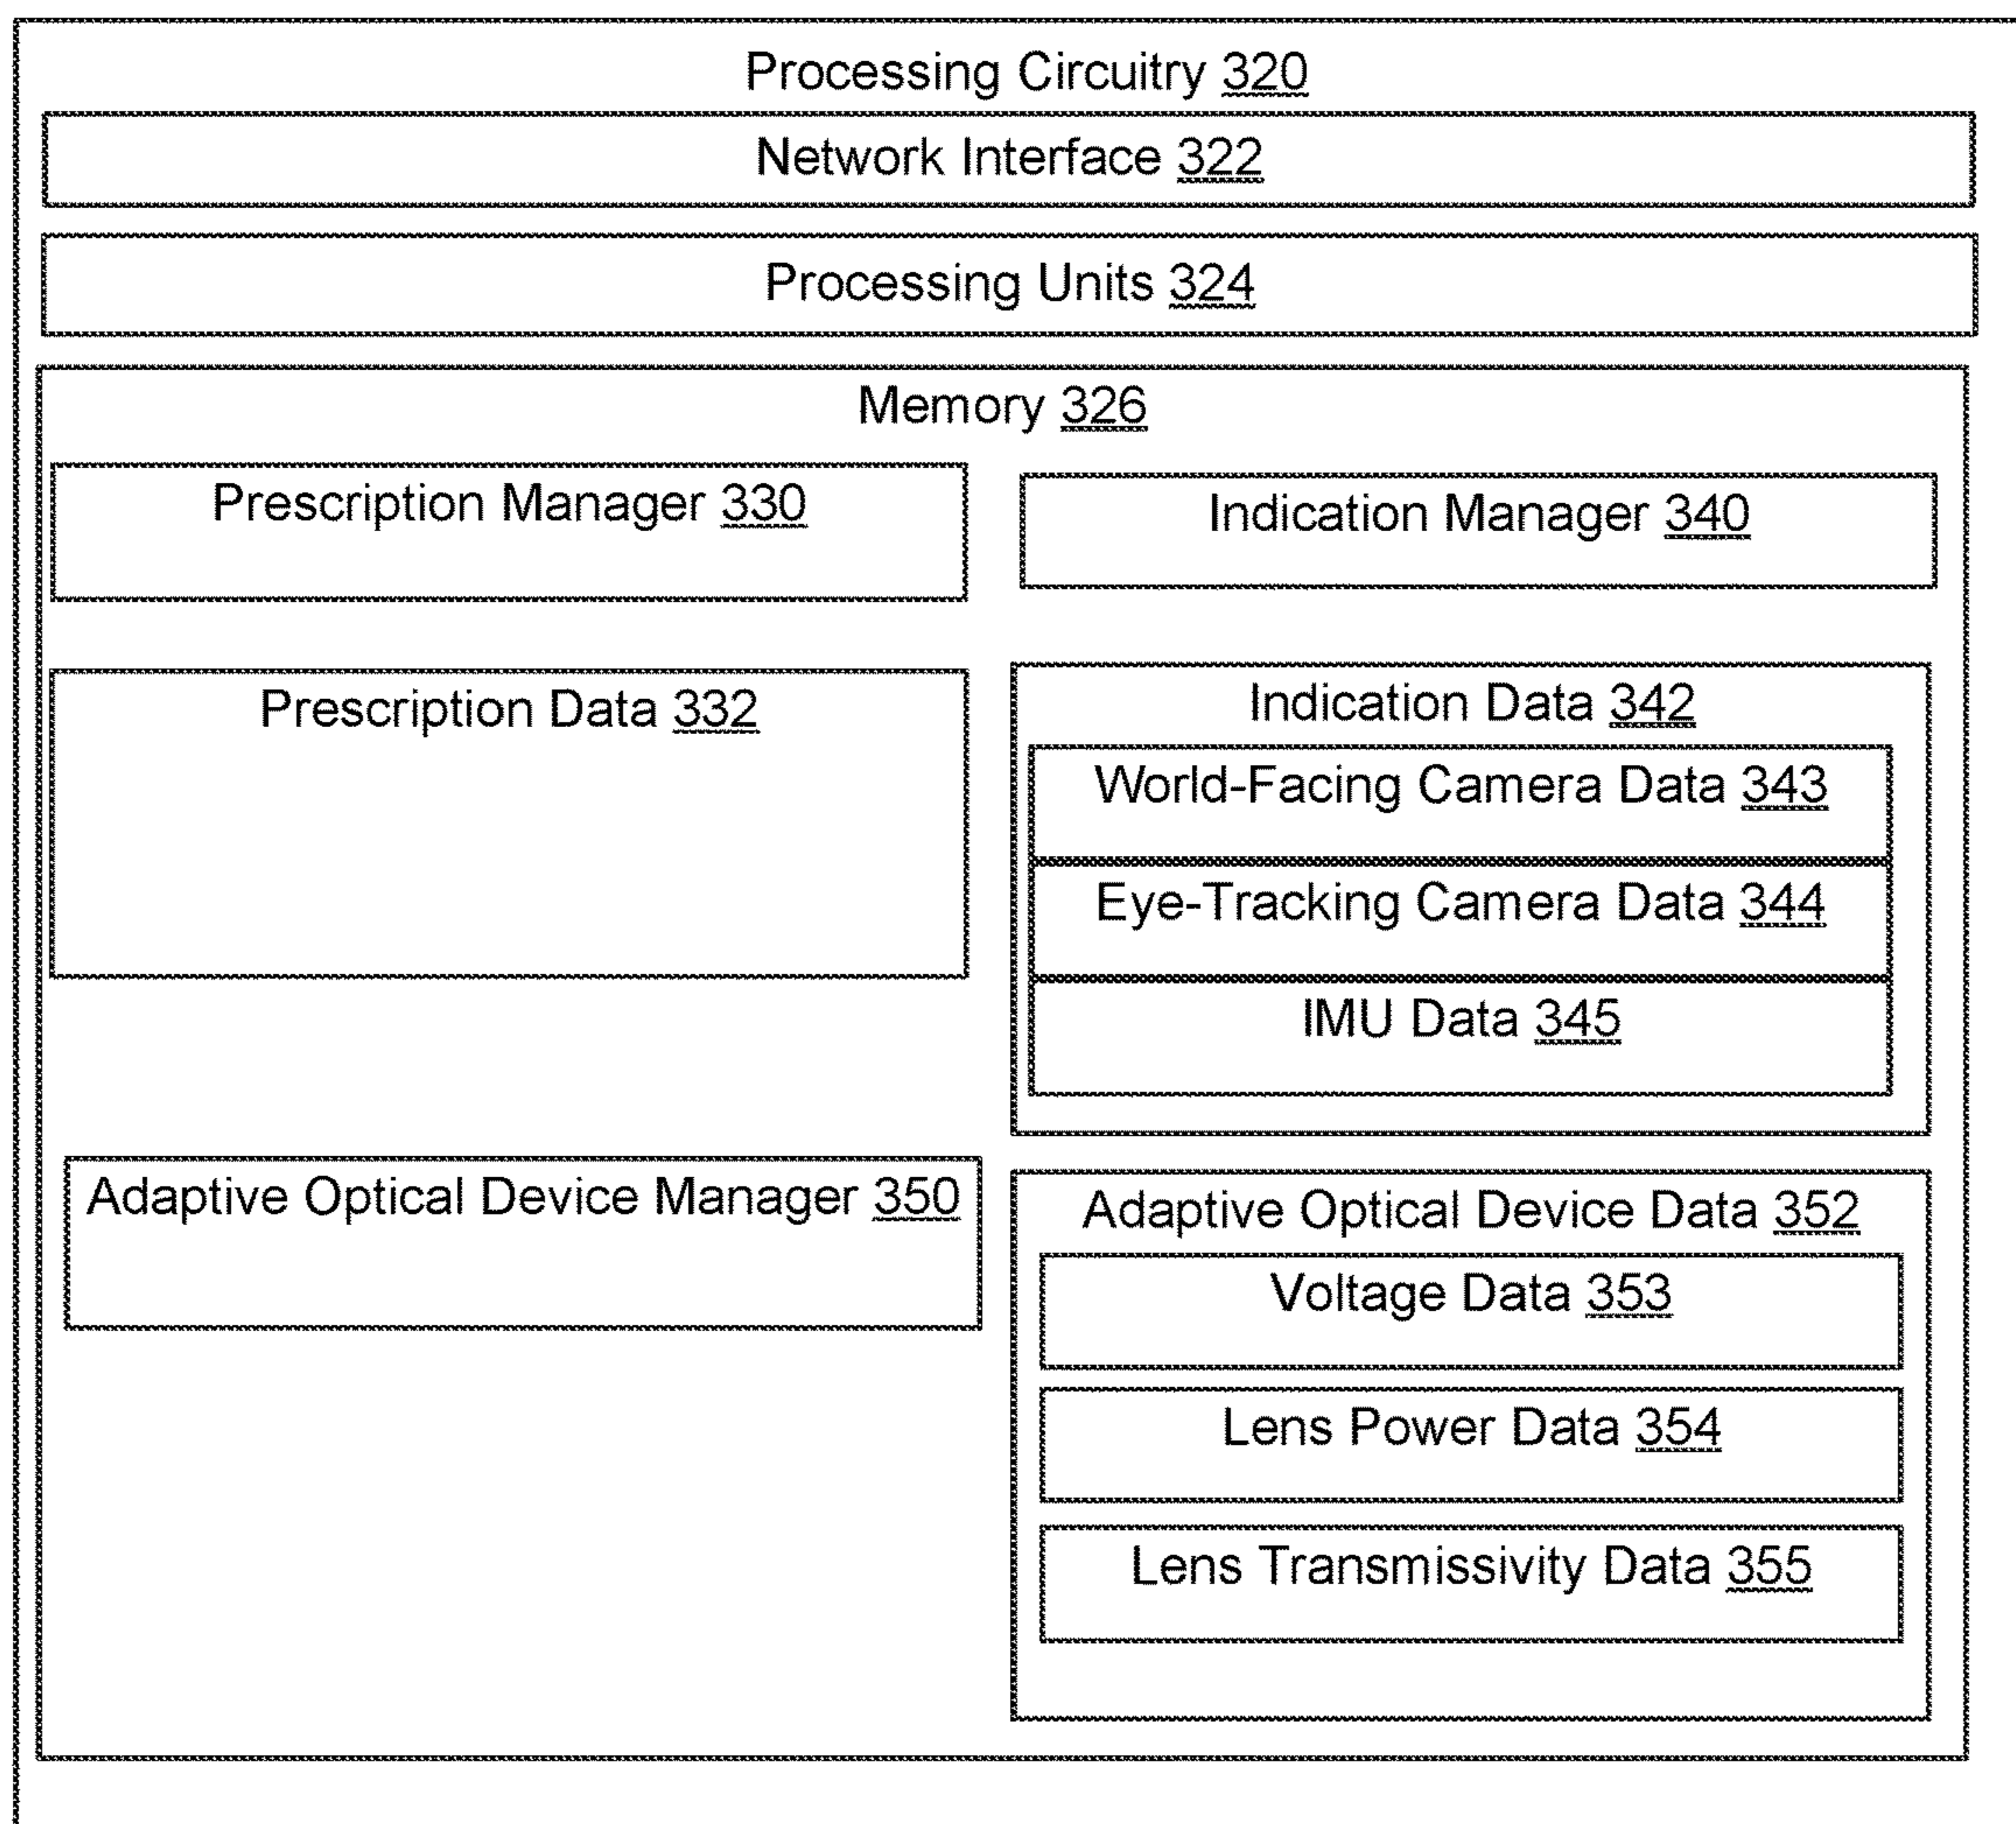 Processing Circuitry 320
Network Interface 322
Processing Units 324
Memory 326
Prescription Manager 330
Indication Manager 340
Prescription Data 332
Indication Data 342
World-Facing Camera Data 343
Eye-Tracking Camera Data 344
IMU Data 345
Adaptive Optical Device Manager 350
Adaptive Optical Device Data 352
Voltage Data 353
Lens Power Data 354
Lens Transmissivity Data 355